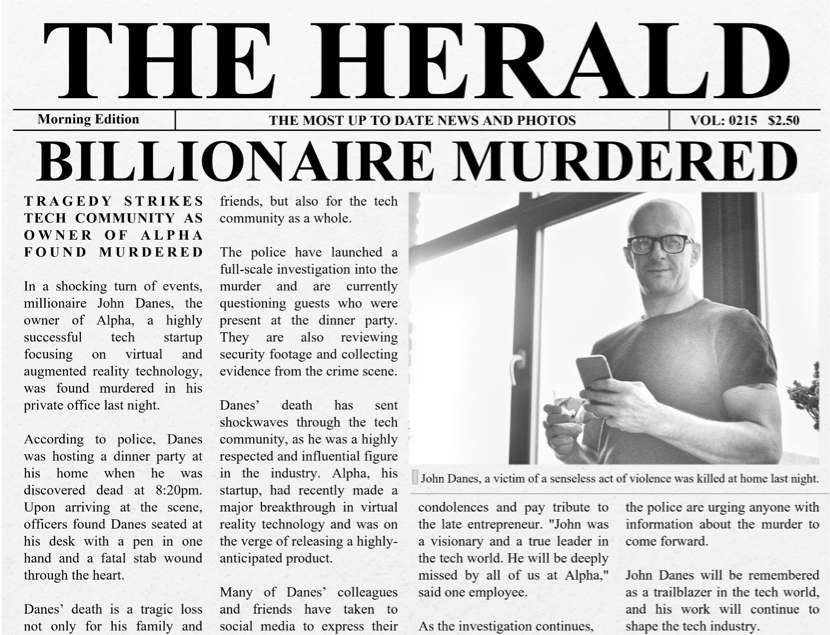 THE HERALD
Morning Edition
THE MOST UP TO DATE NEWS AND PHOTOS
VOL: 0215 $2.50
BILLIONAIRE MURDERED
TRAGEDY STRIKES
TECH COMMUNITY AS
OWNER OF ALPHA
FOUND MURDERED
In a shocking turn of events,
millionaire John Danes, the
owner of Alpha, a highly
successful tech startup
focusing on virtual and
augmented reality technology,
was found murdered in his
private office last night.
According to police, Danes
was hosting a dinner party at
his home when he was
discovered dead at 8:20pm.
Upon arriving at the scene,
officers found Danes seated at
his desk with a pen in one
hand and a fatal stab wound
through the heart.
Danes' death is a tragic loss
not only for his family and
friends, but also for the tech
community as a whole.
The police have launched a
full-scale investigation into the
murder and are currently
questioning guests who were
present at the dinner party.
They are also reviewing
security footage and collecting
evidence from the crime scene.
Danes' death has sent
shockwaves through the tech
community, as he was a highly
respected and influential figure
in the industry. Alpha, his
startup, had recently made a
major breakthrough in virtual
reality technology and was on
the verge of releasing a highly-
anticipated product.
Many of Danes' colleagues
and friends have taken to
social media to express their
John Danes, a victim of a senseless act of violence was killed at home last night.
condolences and pay tribute to
the late entrepreneur. "John was
a visionary and a true leader in
the tech world. He will be deeply
missed by all of us at Alpha,"
said one employee.
As the investigation continues,
the police are urging anyone with
information about the murder to
come forward.
John Danes will be remembered
as a trailblazer in the tech world,
and his work will continue to
shape the tech industry.